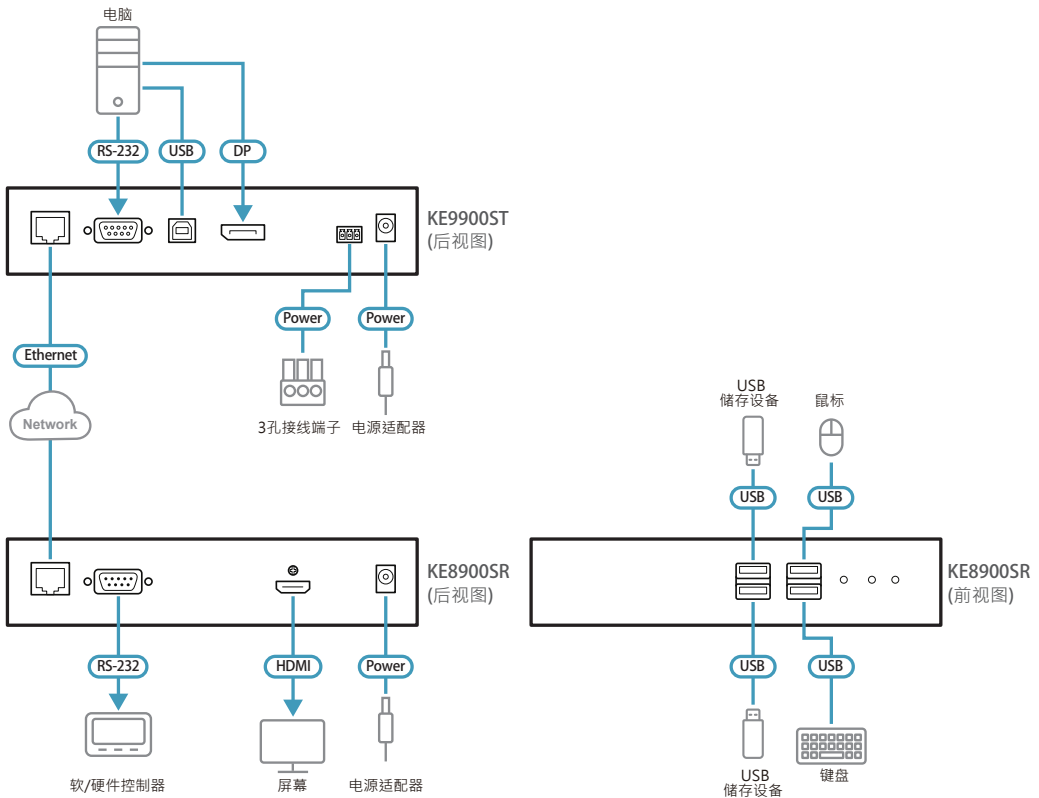 电脑
RS-232
USB
DP
KE9900ST
(后视图)
Power
Power
Ethernet
3孔接线端子
电源适配器
Network
USB
储存设备
鼠标
USB
USB
KE8900SR
(后视图)
KE8900SR
(前视图)
RS-232
HDMI
Power
USB
USB
软/硬件控制器
屏幕
电源适配器
USB
储存设备
键盘